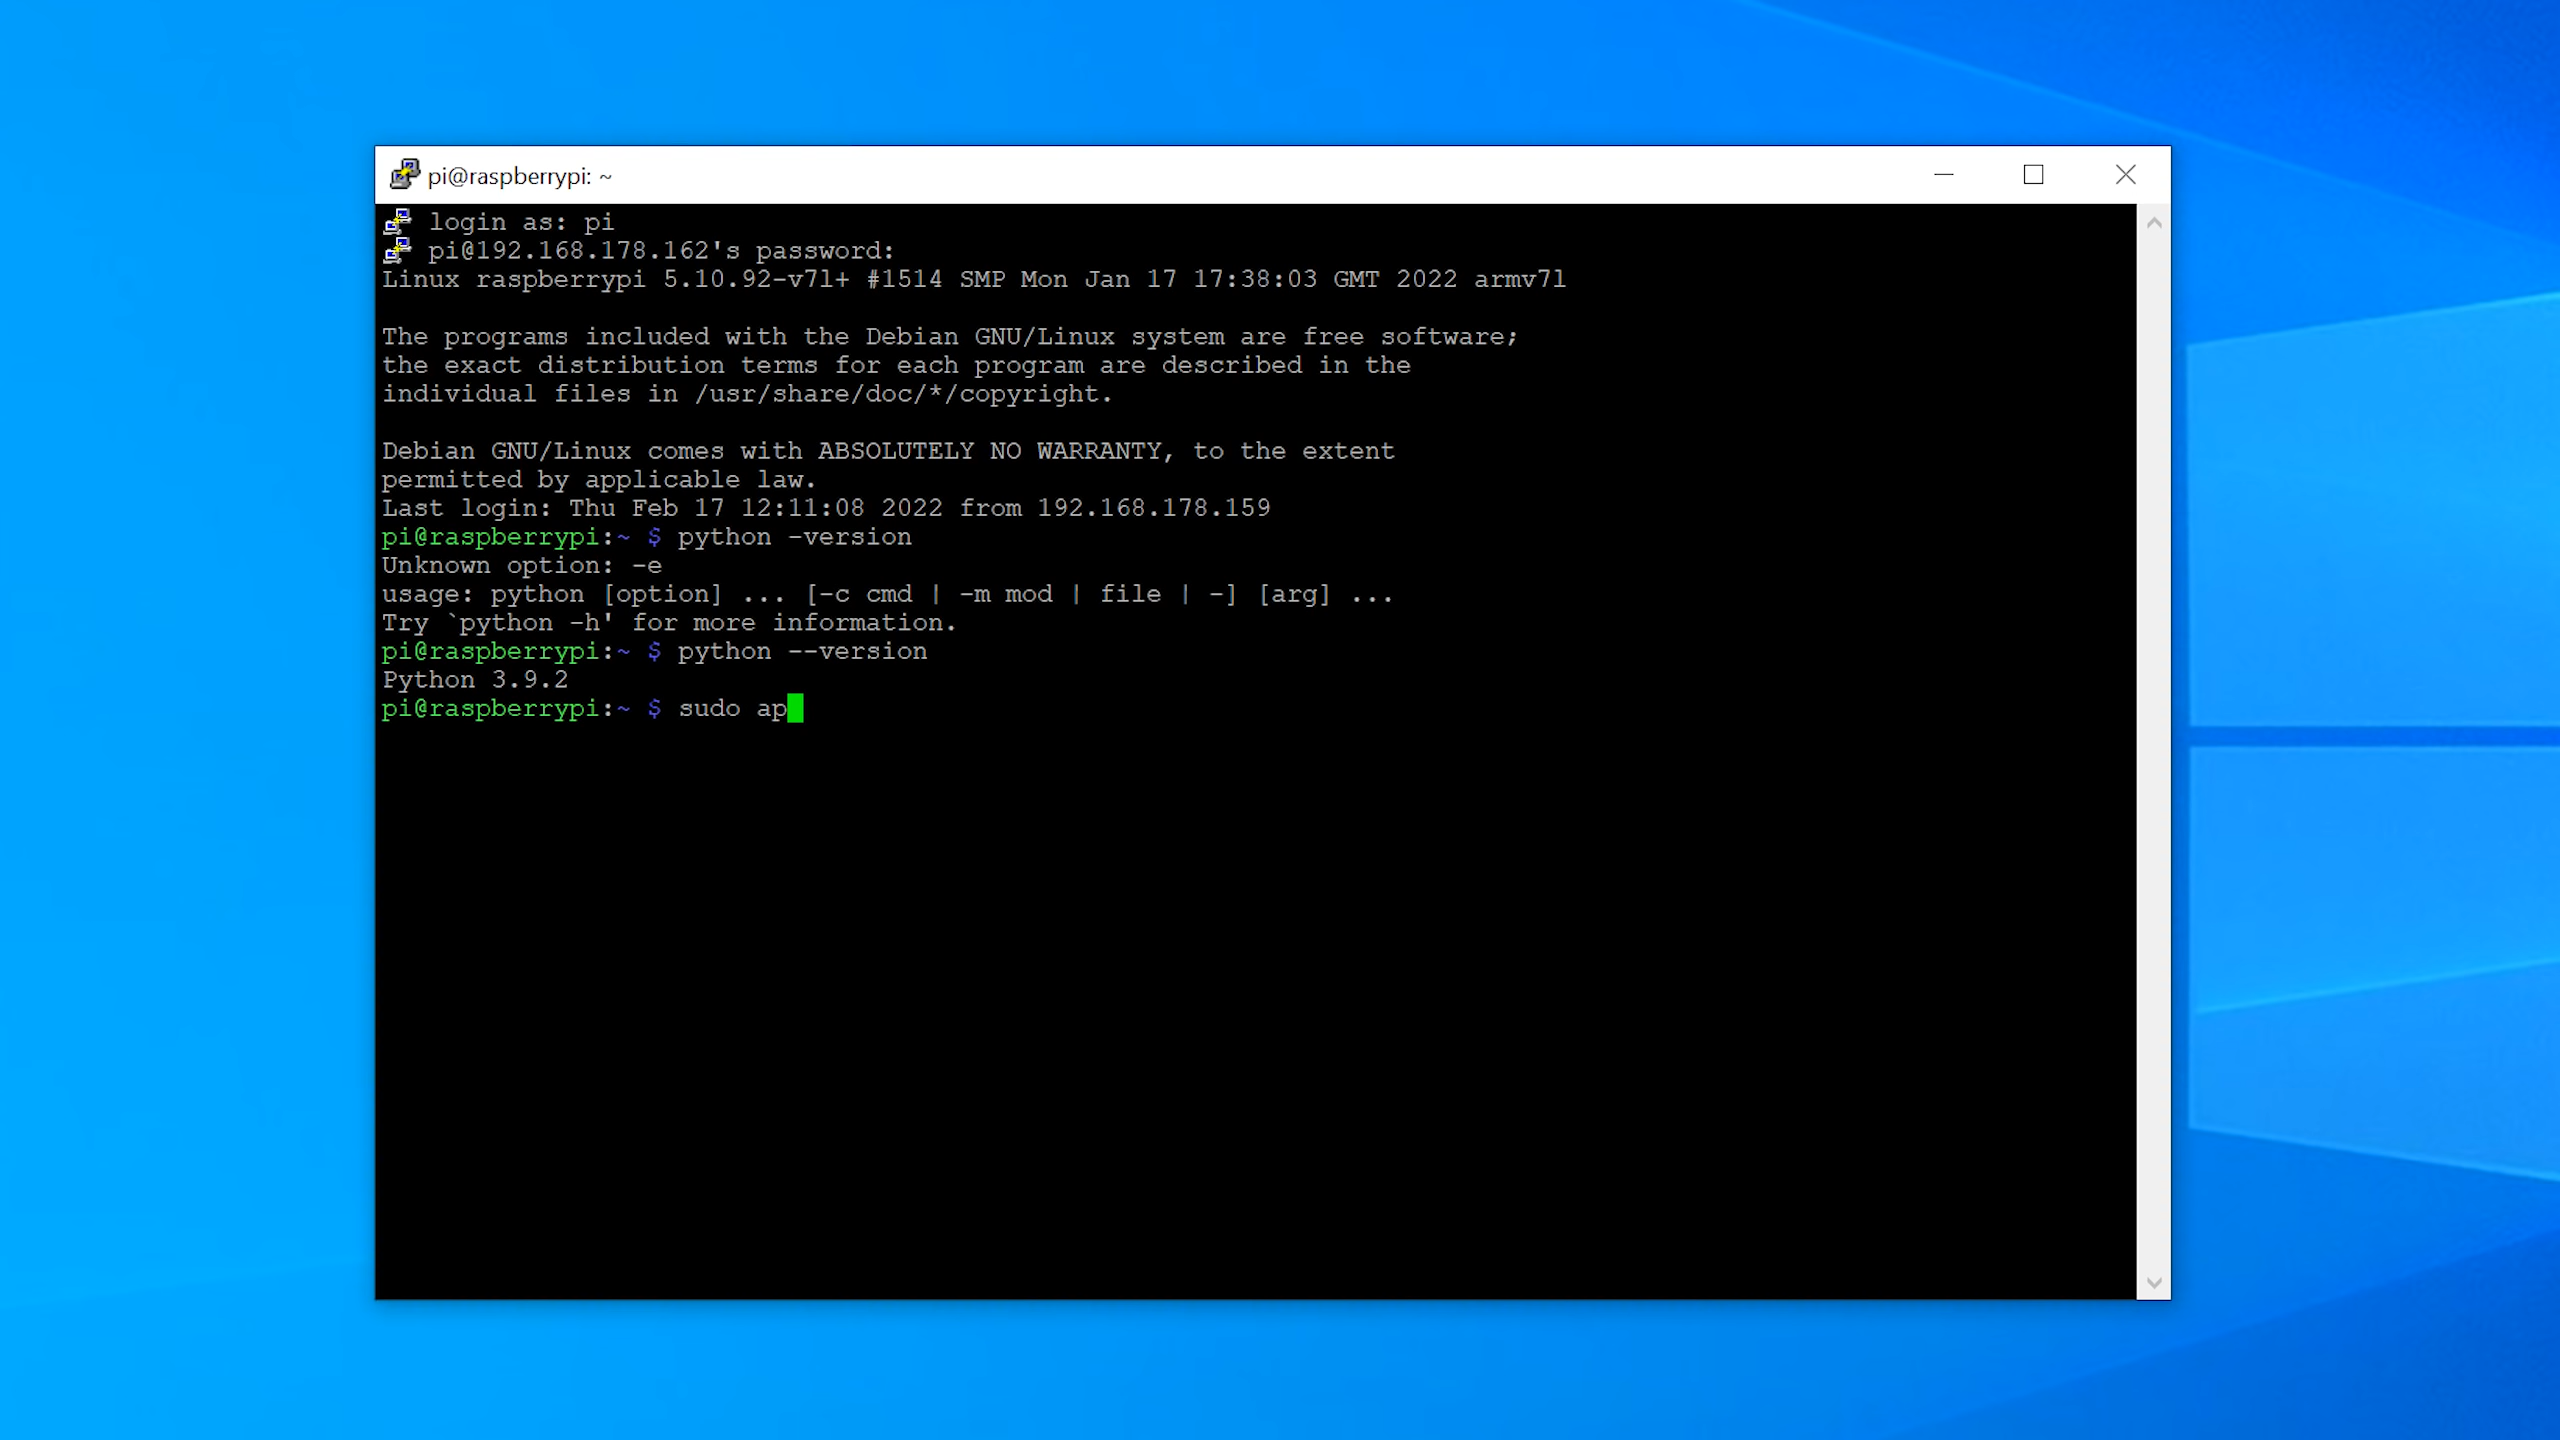 pi@raspberrypi: ~
login as: pi
pi@192.168.178.162's password:
Linux raspberrypi 5.10.92-v7l+ #1514 SMP Mon Jan 17 17:38:03 GMT 2022 armv7l
The programs included with the Debian GNU/Linux system are free software;
the exact distribution terms for each program are described in the
individual files in /usr/share/doc/*/copyright.
Debian GNU/Linux comes with ABSOLUTELY NO WARRANTY, to the extent
permitted by applicable law.
Last login: Thu Feb 17 12:11:08 2022 from 192.168.178.159
pi@raspberrypi:~ $ python -version
Unknown option: -e
usage: python [option] ... [-c cmd | -m mod | file | -] [arg] ...
Try `python -h' for more information.
pi@raspberrypi:~ $ python --version
Python 3.9.2
pi@raspberrypi:~ $ sudo ap